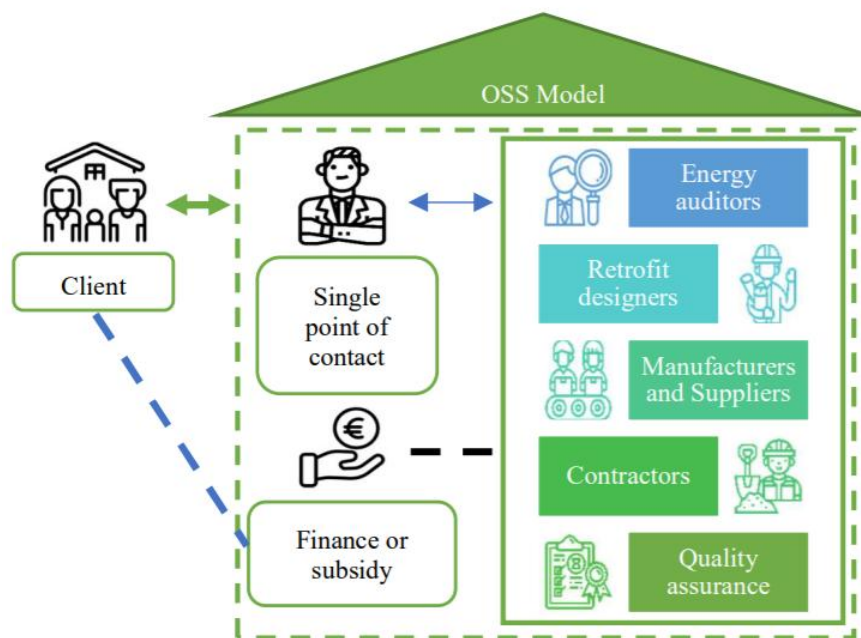 OSS Model
Client
Single
point of
contact
Finance or
subsidy
€
Energy
auditors
Retrofit
designers
Manufacturers
and Suppliers
Contractors
Quality
assurance